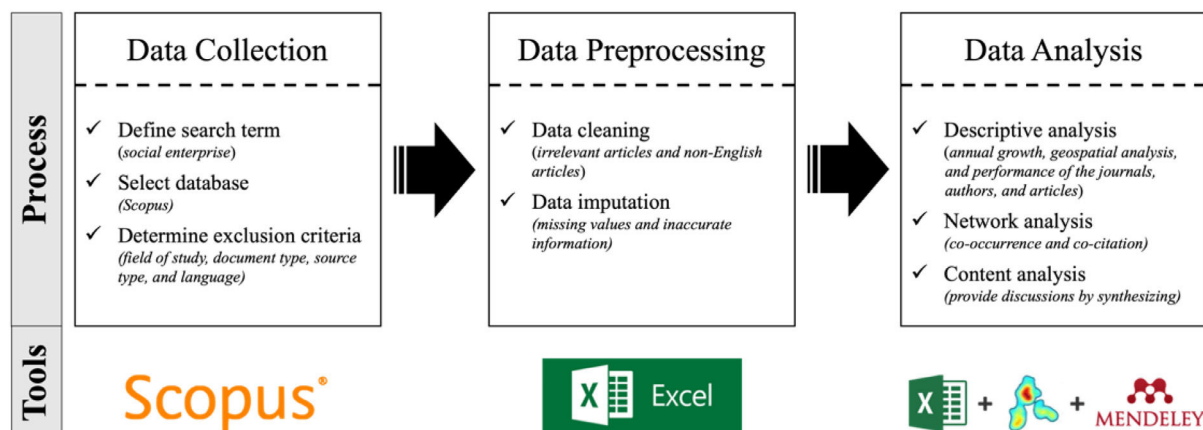 Process
Data Collection
✓ Define search term
(social enterprise)
✓ Select database
(Scopus)
✓ Determine exclusion criteria
(field of study, document type, source
type, and language)
Data Preprocessing
✓ Data cleaning
(irrelevant articles and non-English
articles)
✓ Data imputation
(missing values and inaccurate
information)
Data Analysis
✓ Descriptive analysis
(annual growth, geospatial analysis,
and performance of the journals,
authors, and articles)
✓ Network analysis
(co-occurrence and co-citation)
✓ Content analysis
(provide discussions by synthesizing)
Tools
Scopus®
X Excel
X + + MENDELEY